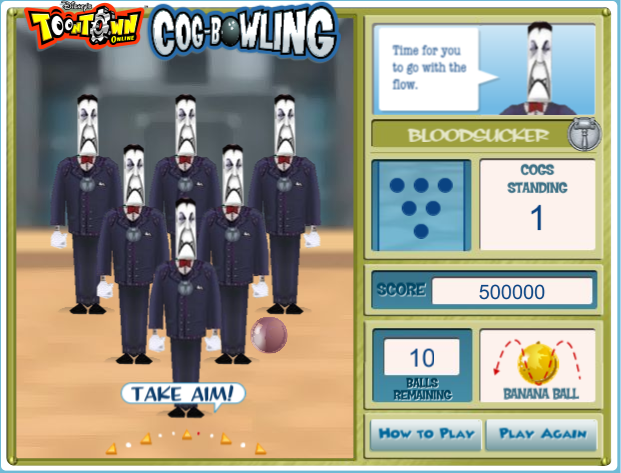 Disney's
TOONTOWN
ONLINE
COG-BOWLING
Time for you
to go with the
flow.
BLOODSUCKER
COGS
STANDING
1
SCORE 500000
10
BALLS
REMAINING
BANANA BALL
TAKE AIM!
HOW TO PLAY
PLAY AGAIN